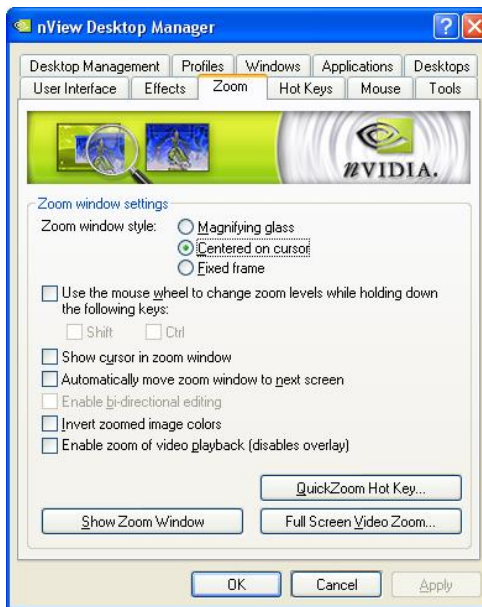 nView Desktop Manager
Desktop Management Profiles Windows Applications Desktops
User Interface Effects Zoom Hot Keys Mouse Tools
nVIDIA.
Zoom window settings
Zoom window style: Magnifying glass
Centered on cursor
Fixed frame
Use the mouse wheel to change zoom levels while holding down
the following keys:
Shift Ctrl
Show cursor in zoom window
Automatically move zoom window to next screen
Enable bi-directional editing
Invert zoomed image colors
Enable zoom of video playback (disables overlay)
QuickZoom Hot Key...
Show Zoom Window Full Screen Video Zoom...
OK Cancel Apply